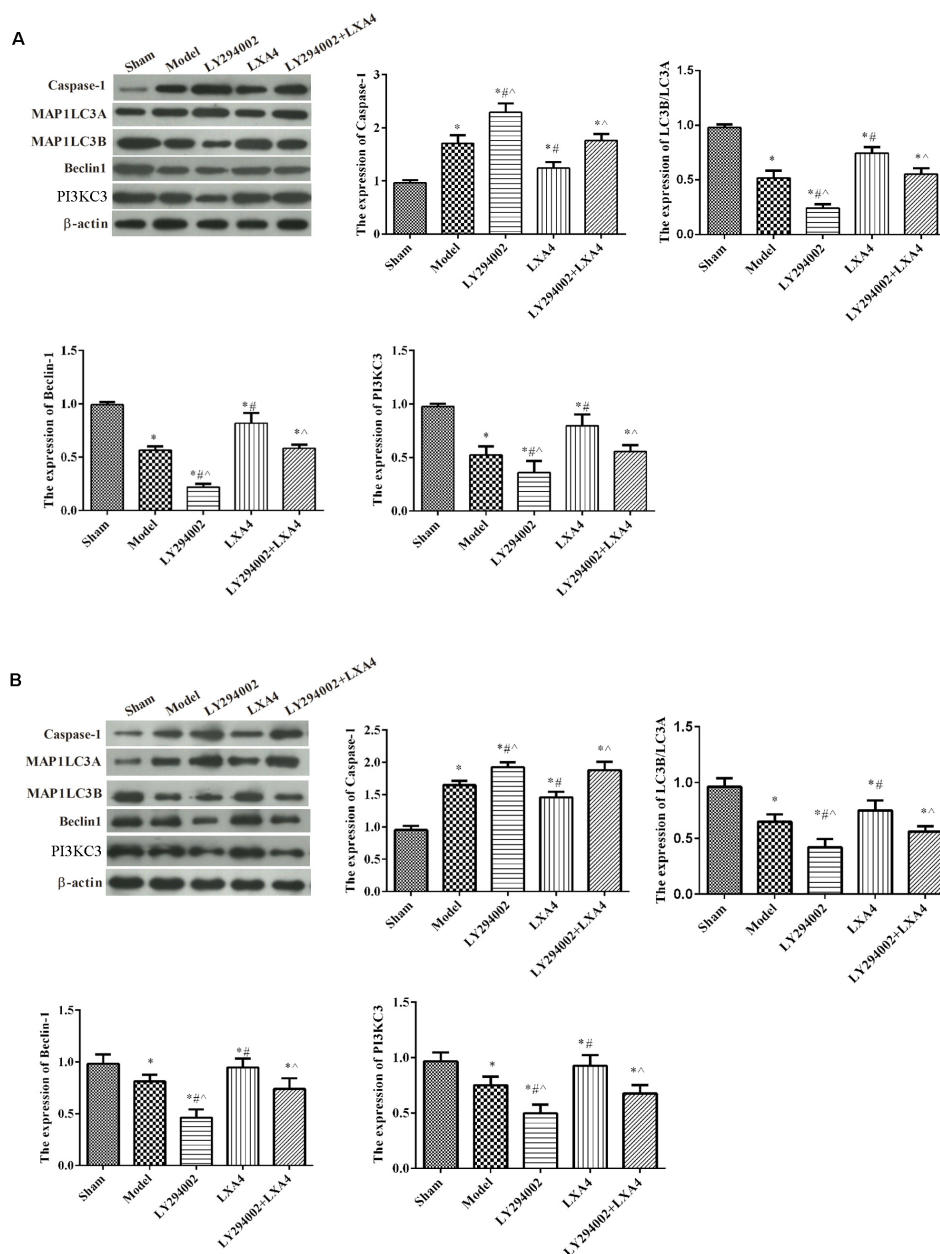 A
Sham
Model
LY294002
LXA4
LY294002+LXA4
Caspase-1
MAP1LC3A
MAP1LC3B
Beclin1
PI3KC3
β-actin
The expression of Caspase-1
3
2
1
0
*
*#^
*#
*^
Sham
Model
LY294002
LXA4
LY294002+LXA4
The expression of LC3B/LC3A
1.5
1.0
0.5
0.0
*
*#^
*#
*^
Sham
Model
LY294002
LXA4
LY294002+LXA4
The expression of Beclin-1
1.5
1.0
0.5
0.0
*
*#^
*#
*^
Sham
Model
LY294002
LXA4
LY294002+LXA4
The expression of PI3KC3
1.5
1.0
0.5
0.0
*
*#^
*#
*^
Sham
Model
LY294002
LXA4
LY294002+LXA4
B
Sham
Model
LY294002
LXA4
LY294002+LXA4
Caspase-1
MAP1LC3A
MAP1LC3B
Beclin1
PI3KC3
β-actin
The expression of Caspase-1
2.5
2.0
1.5
1.0
0.5
0.0
*
*#^
*#
*^
Sham
Model
LY294002
LXA4
LY294002+LXA4
The expression of LC3B/LC3A
1.5
1.0
0.5
0.0
*
*#^
*#
*^
Sham
Model
LY294002
LXA4
LY294002+LXA4
The expression of Beclin-1
1.5
1.0
0.5
0.0
*
*#^
*#
*^
Sham
Model
LY294002
LXA4
LY294002+LXA4
The expression of PI3KC3
1.5
1.0
0.5
0.0
*
*#^
*#
*^
Sham
Model
LY294002
LXA4
LY294002+LXA4